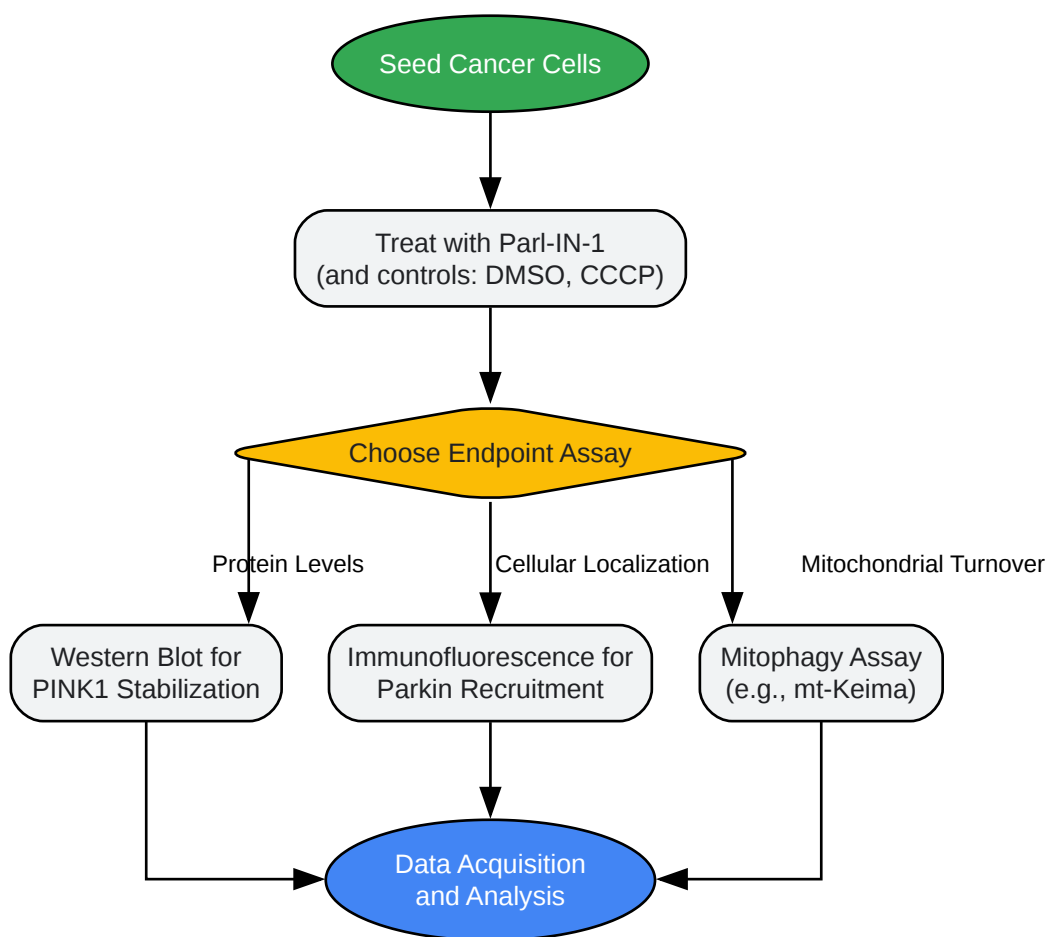 Seed Cancer Cells
Treat with Parl-IN-1
(and controls: DMSO, CCCP)
Choose Endpoint Assay
Protein Levels
Cellular Localization
Mitochondrial Turnover
Western Blot for
PINK1 Stabilization
Immunofluorescence for
Parkin Recruitment
Mitophagy Assay
(e.g., mt-Keima)
Data Acquisition
and Analysis